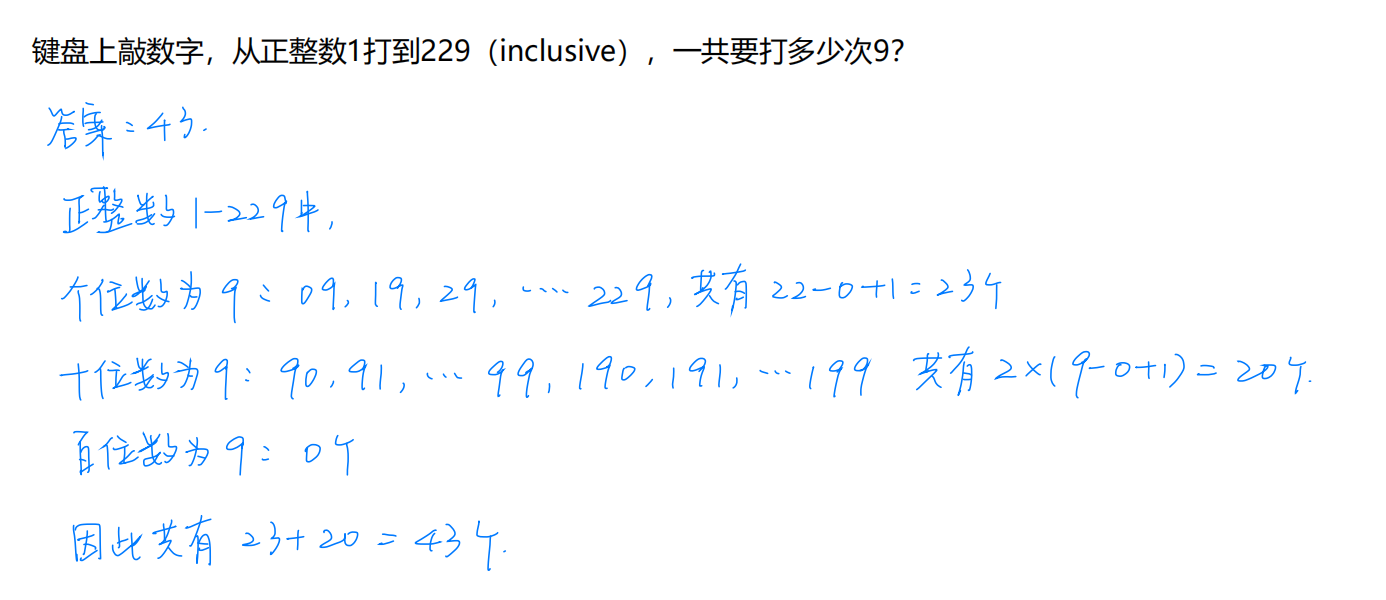 键盘上敲数字，从正整数1打到229（inclusive），一共要打多少次9？
答案=43.
正整数1-229中,
个位数为9: 09, 19, 29, ···· 229, 共有 22-0+1=23个
十位数为9: 90, 91, ··· 99, 190, 191, ··· 199 共有 2×(9-0+1)=20个.
百位数为9: 0个
因此共有 23+20=43个.